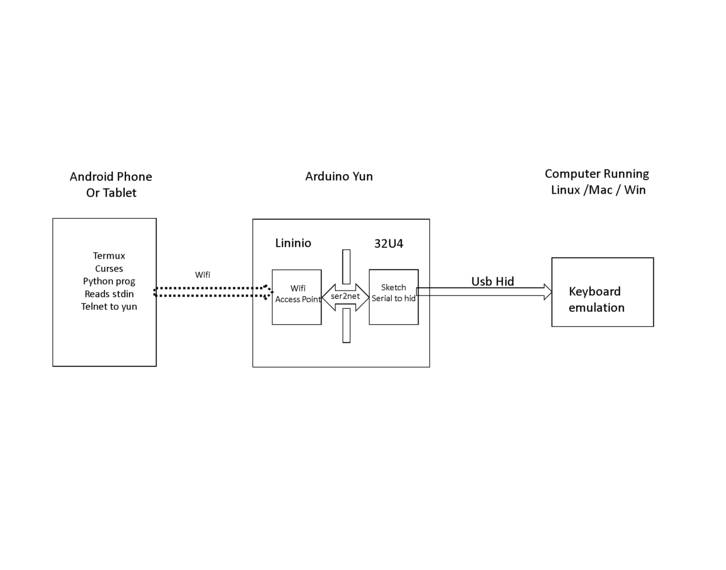 Android Phone
Or Tablet
Arduino Yun
Computer Running
Linux /Mac / Win
Termux
Curses
Python prog
Reads stdin
Telnet to yun
Wifi
Lininio
32U4
Wifi
Access Point
ser2net
Sketch
Serial to hid
Usb Hid
Keyboard
emulation